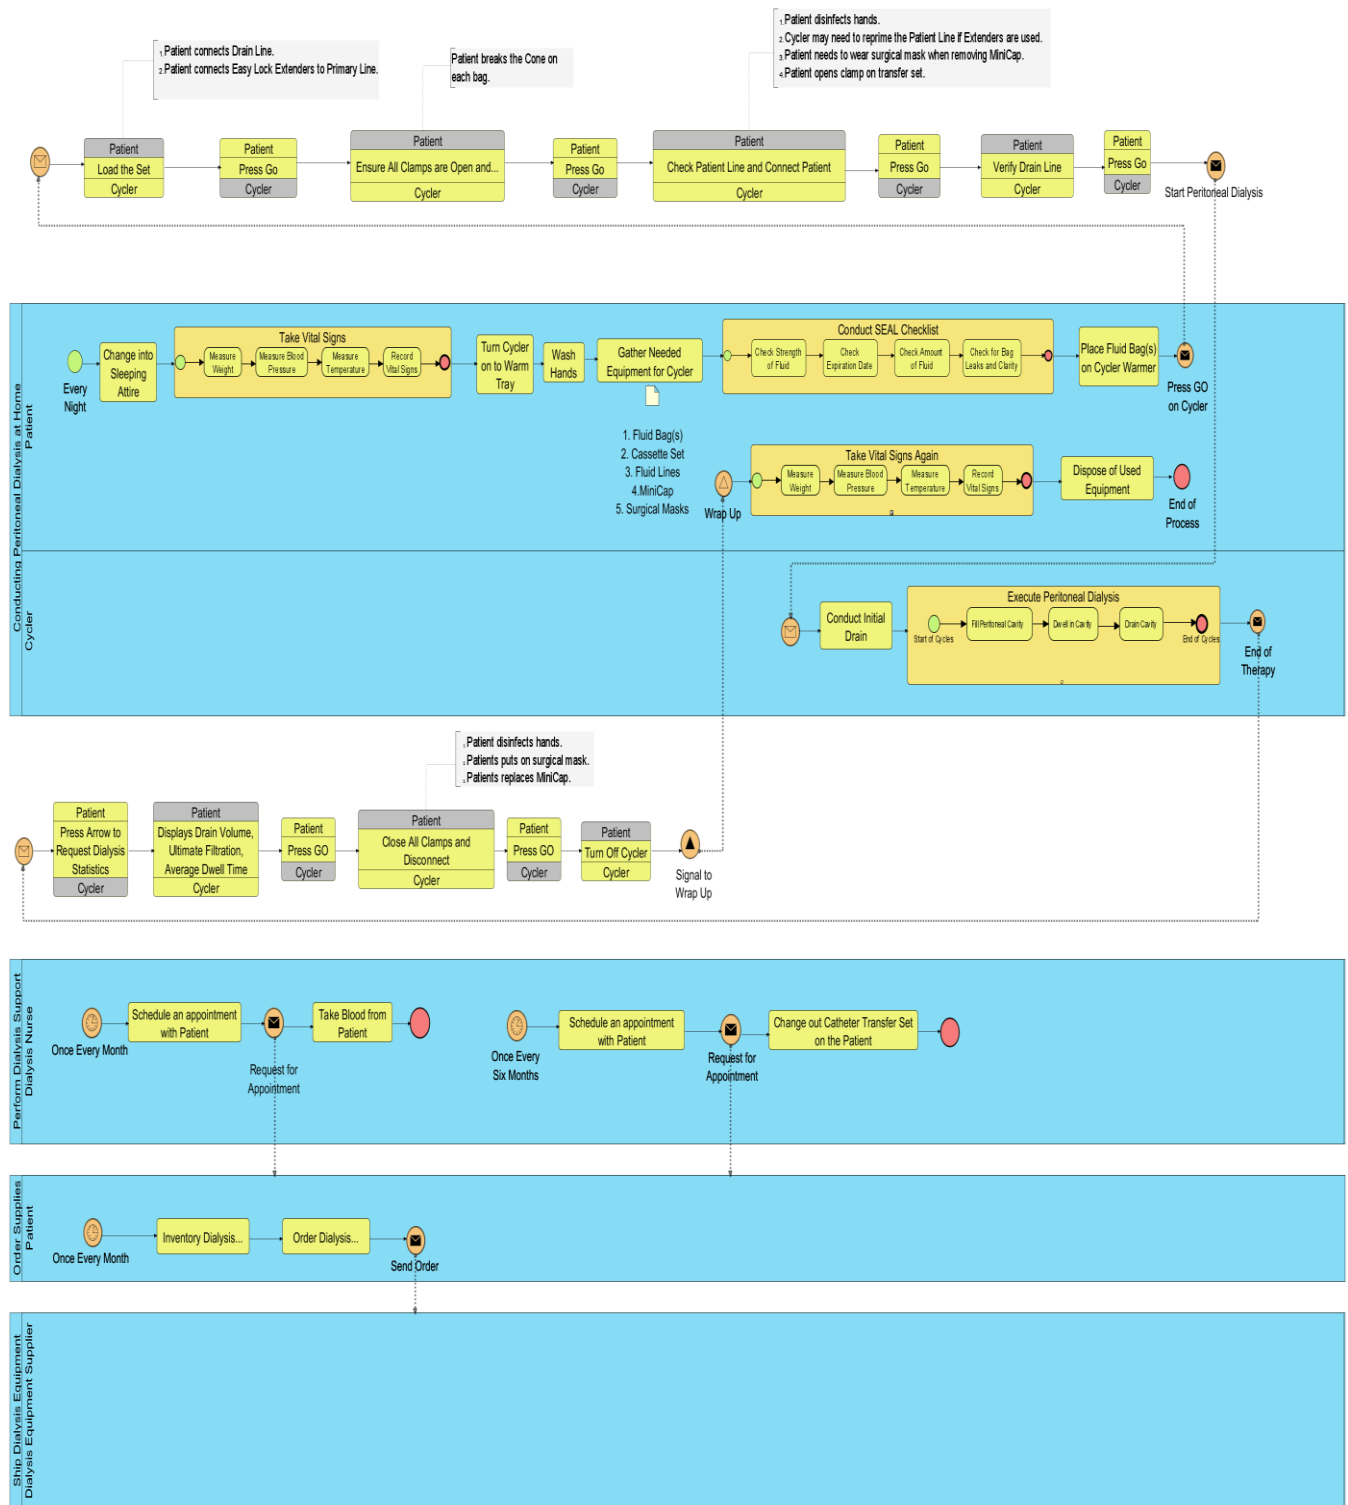 1. Patient disinfects hands.
2. Cycler may need to reprime the Patient Line if Extenders are used.
3. Patient needs to wear surgical mask when removing MiniCap.
4. Patient opens clamp on transfer set.
1. Patient connects Drain Line.
2. Patient connects Easy Lock Extenders to Primary Line.
Patient breaks the Cone on
each bag.
Patient
Load the Set
Cycler
Patient
Press Go
Cycler
Patient
Ensure All Clamps are Open and...
Cycler
Patient
Press Go
Cycler
Patient
Check Patient Line and Connect Patient
Cycler
Patient
Press Go
Cycler
Patient
Verify Drain Line
Cycler
Patient
Press Go
Cycler
Start Peritoneal Dialysis
Conducting Peritoneal Dialysis at Home
Patient
Every
Night
Change into
Sleeping
Attire
Take Vital Signs
Measure
Weight
Measure Blood
Pressure
Measure
Temperature
Record
Vital Signs
Turn Cycler
on to Warm
Tray
Wash
Hands
Gather Needed
Equipment for Cycler
1. Fluid Bag(s)
2. Cassette Set
3. Fluid Lines
4.MiniCap
5. Surgical Masks
Conduct SEAL Checklist
Check Strength
of Fluid
Check
Expiration Date
Check Amount
of Fluid
Check for Bag
Leaks and Clarity
Place Fluid Bag(s)
on Cycler Warmer
Press GO
on Cycler
Wrap Up
Take Vital Signs Again
Measure
Weight
Measure Blood
Pressure
Measure
Temperature
Record
Vital Signs
Dispose of Used
Equipment
End of
Process
Cycler
Conduct Initial
Drain
Execute Peritoneal Dialysis
Start of Cycles
Fill Peritoneal Cavity
Dwell in Cavity
Drain Cavity
End of Cycles
End of
Therapy
1. Patient disinfects hands.
2. Patients puts on surgical mask.
3. Patients replaces MiniCap.
Patient
Press Arrow to
Request Dialysis
Statistics
Cycler
Patient
Displays Drain Volume,
Ultimate Filtration,
Average Dwell Time
Cycler
Patient
Press GO
Cycler
Patient
Close All Clamps and
Disconnect
Cycler
Patient
Press GO
Cycler
Patient
Turn Off Cycler
Cycler
Signal to
Wrap Up
Perform Dialysis Support
Dialysis Nurse
Once Every Month
Schedule an appointment
with Patient
Request for
Appointment
Take Blood from
Patient
Once Every
Six Months
Schedule an appointment
with Patient
Request for
Appointment
Change out Catheter Transfer Set
on the Patient
Order Supplies
Patient
Once Every Month
Inventory Dialysis...
Order Dialysis...
Send Order
Ship Dialysis Equipment
Dialysis Equipment Supplier